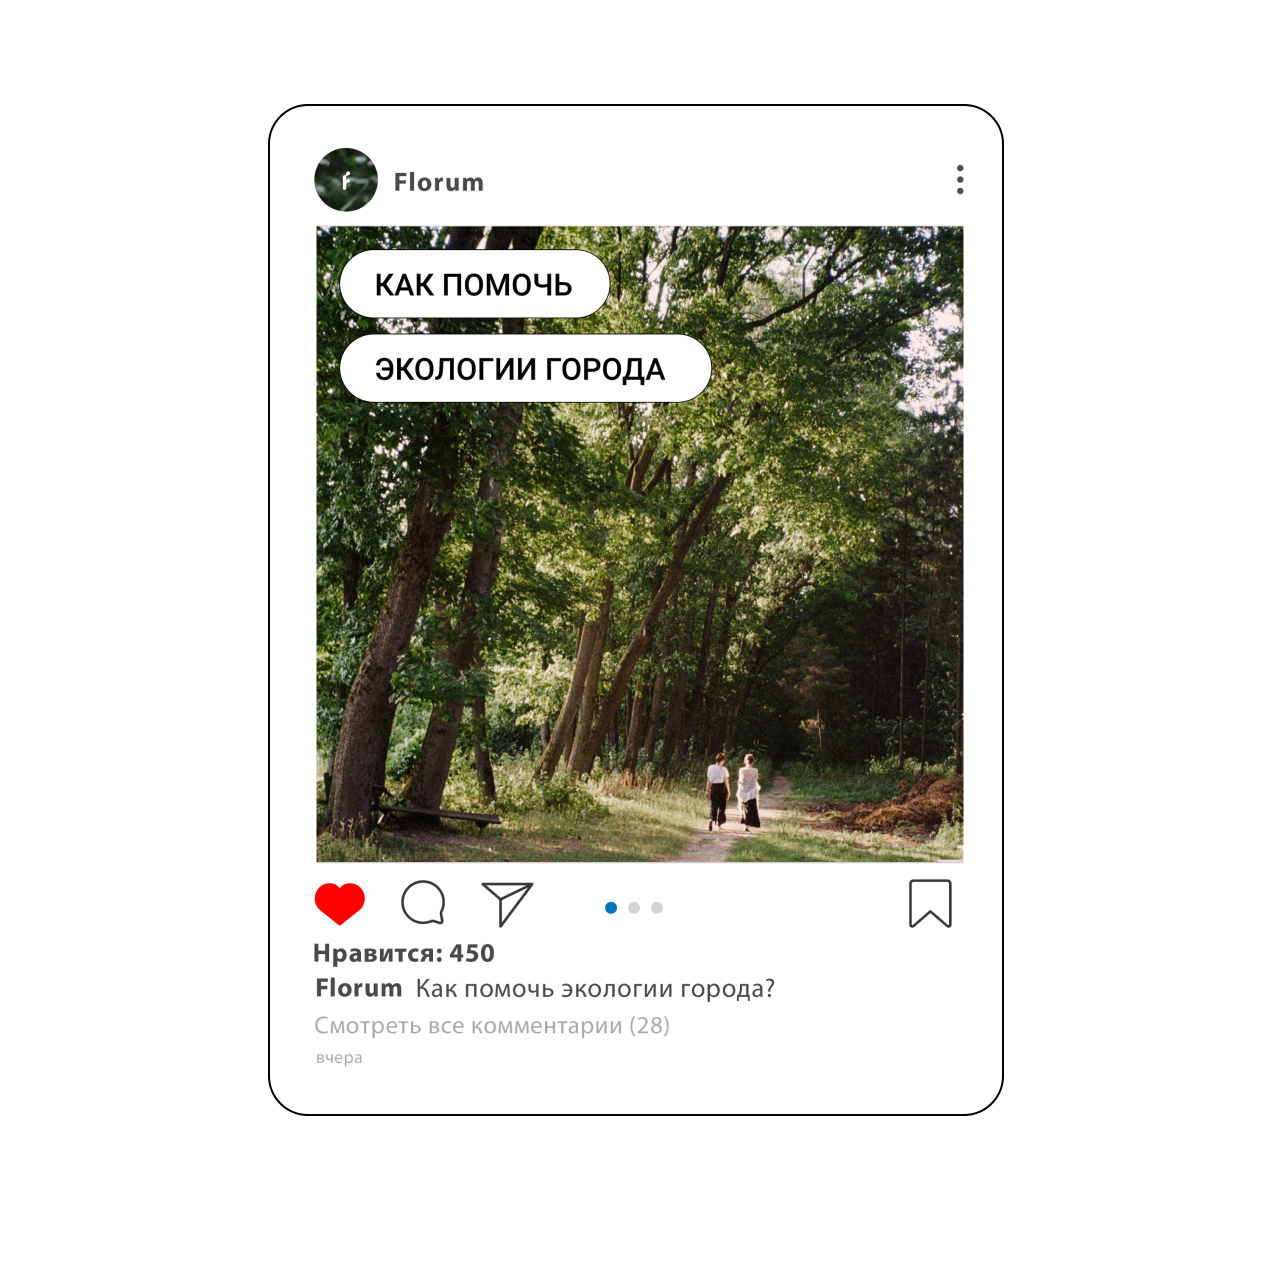 Florum
КАК ПОМОЧЬ
ЭКОЛОГИИ ГОРОДА
Нравится: 450
Florum Как помочь экологии города?
Смотреть все комментарии (28)
вчера